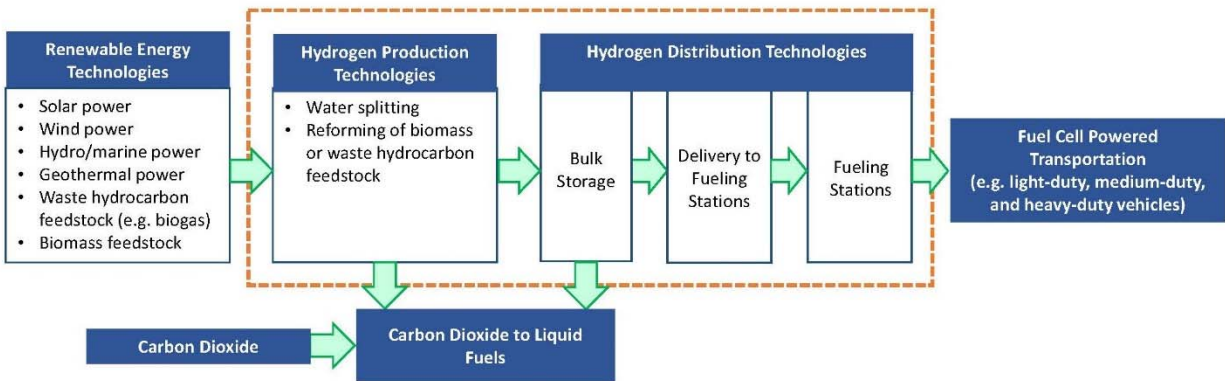 Renewable Energy
Technologies
• Solar power
• Wind power
• Hydro/marine power
• Geothermal power
• Waste hydrocarbon
feedstock (e.g. biogas)
• Biomass feedstock
Hydrogen Production
Technologies
• Water splitting
• Reforming of biomass
or waste hydrocarbon
feedstock
Hydrogen Distribution Technologies
Bulk
Storage
Delivery to
Fueling
Stations
Fueling
Stations
Fuel Cell Powered
Transportation
(e.g. light-duty, medium-duty,
and heavy-duty vehicles)
Carbon Dioxide
Carbon Dioxide to Liquid
Fuels